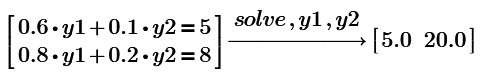 0.6•y1+0.1•y2=5 solve,y1,y2 → [5.0 20.0]
0.8•y1+0.2•y2=8